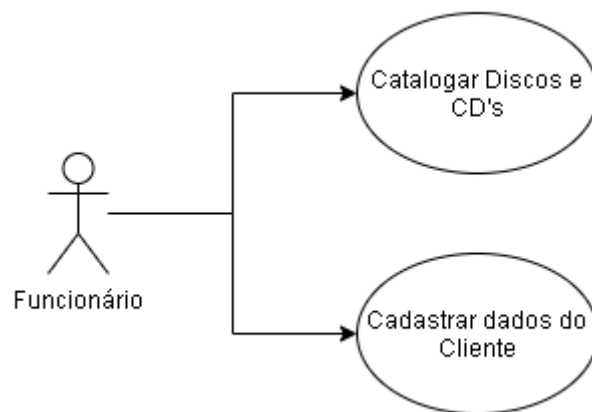 Catalogar Discos e
CD's
Funcionário
Cadastrar dados do
Cliente